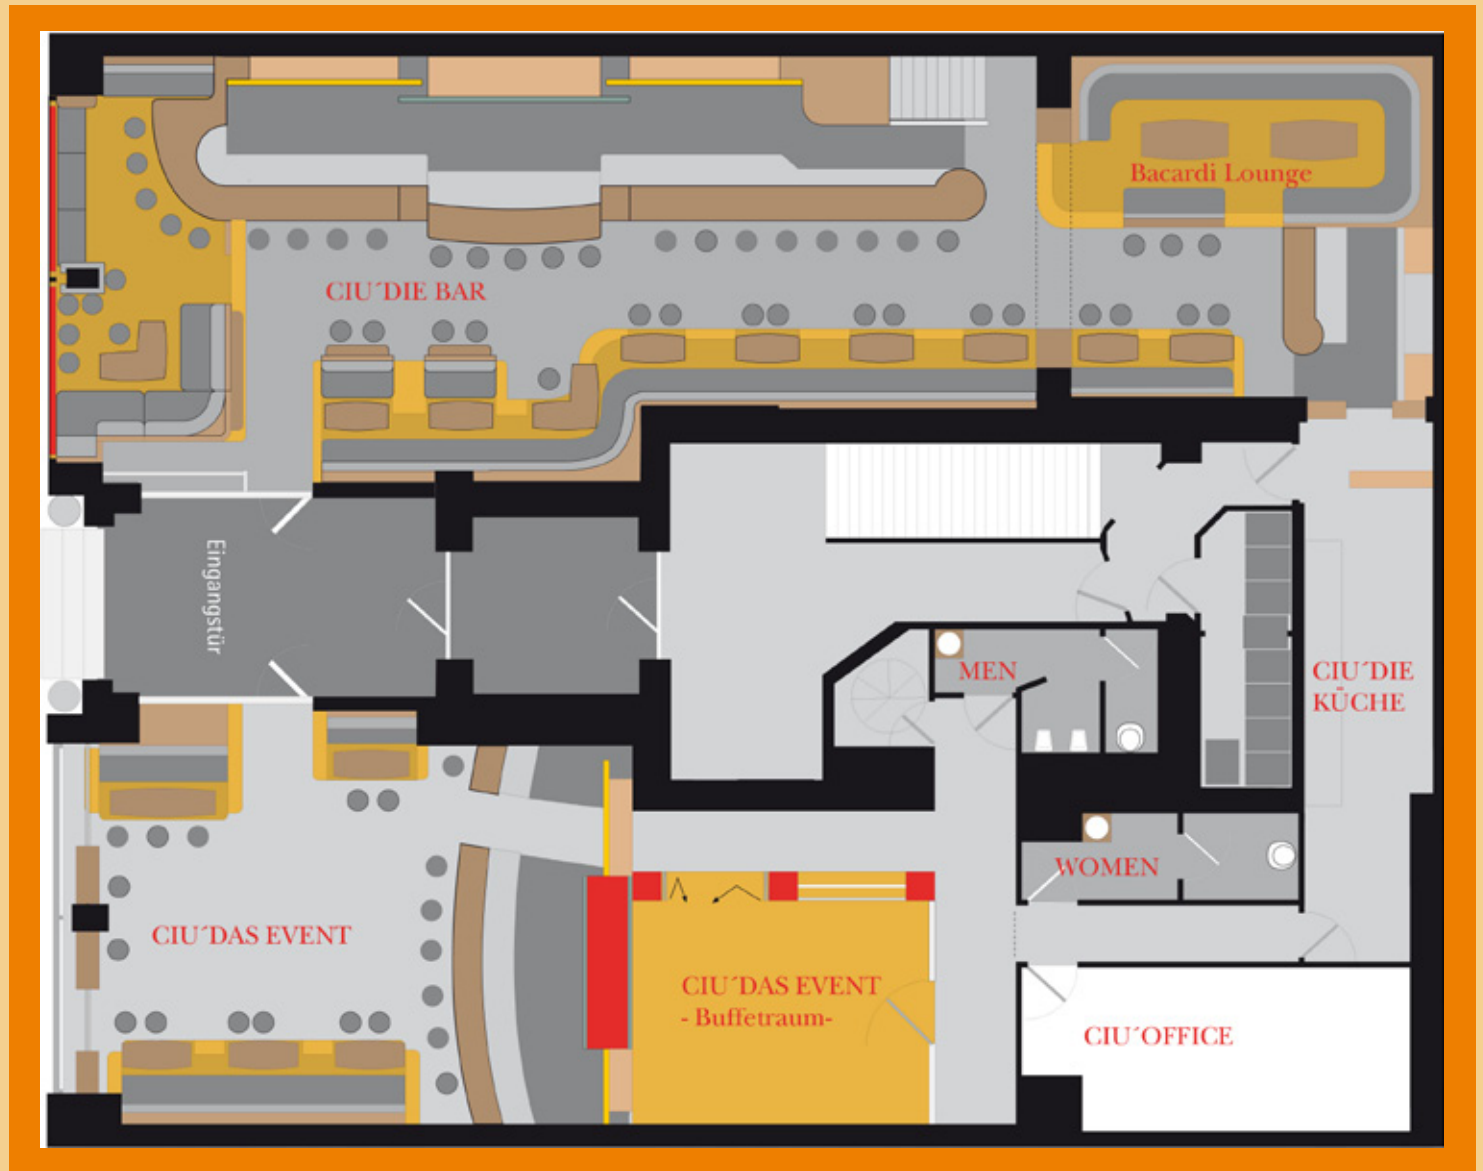 Bacardi Lounge
CIU´DIE BAR
Eingangstür
MEN
CIU´DIE
KÜCHE
WOMEN
CIU´DAS EVENT
CIU´DAS EVENT
- Buffetraum-
CIU´OFFICE